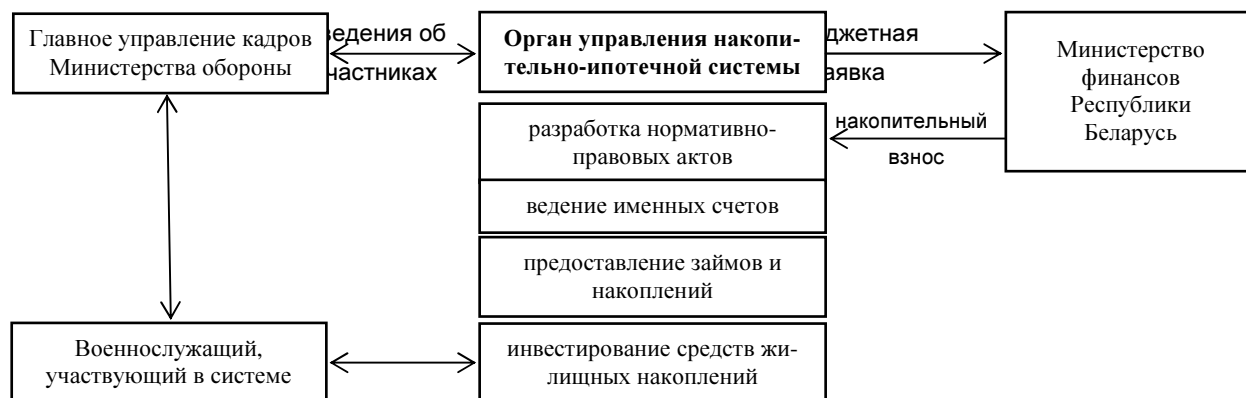 Главное управление кадров
Министерства обороны
ведения об
частниках
Орган управления накопи-
тельно-ипотечной системы
джетная
аявка
Министерство
финансов
Республики
Беларусь
накопительный
взнос
разработка нормативно-
правовых актов
ведение именных счетов
предоставление займов и
накоплений
Военнослужащий,
участвующий в системе
инвестирование средств жи-
лищных накоплений